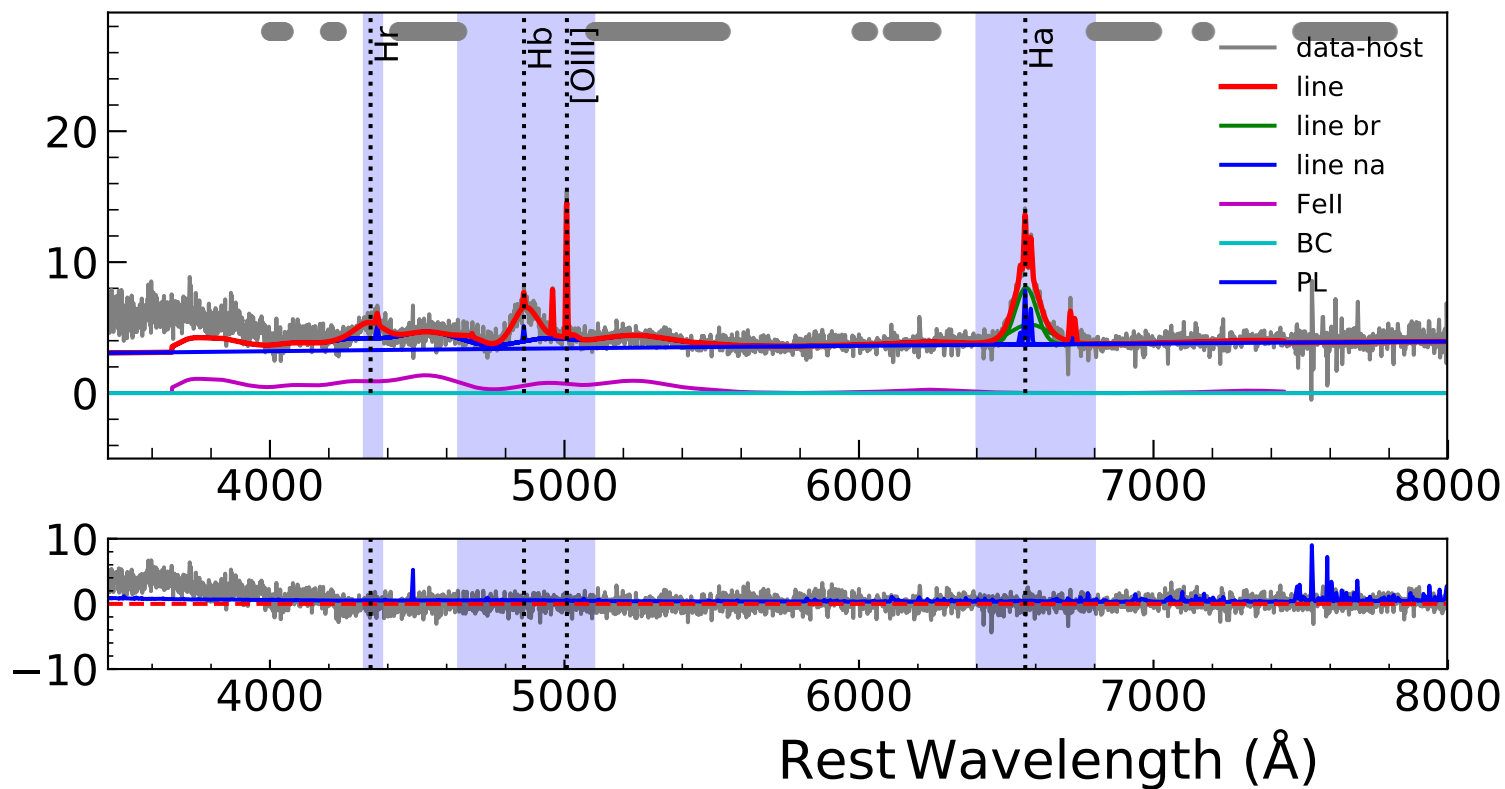 20
10
0
4000 5000 6000 7000 8000
Hr
Hb
[OIII]
Ha
data-host
line
line br
line na
FeII
BC
PL
10
0
−10
4000 5000 6000 7000 8000
Rest Wavelength (Å)